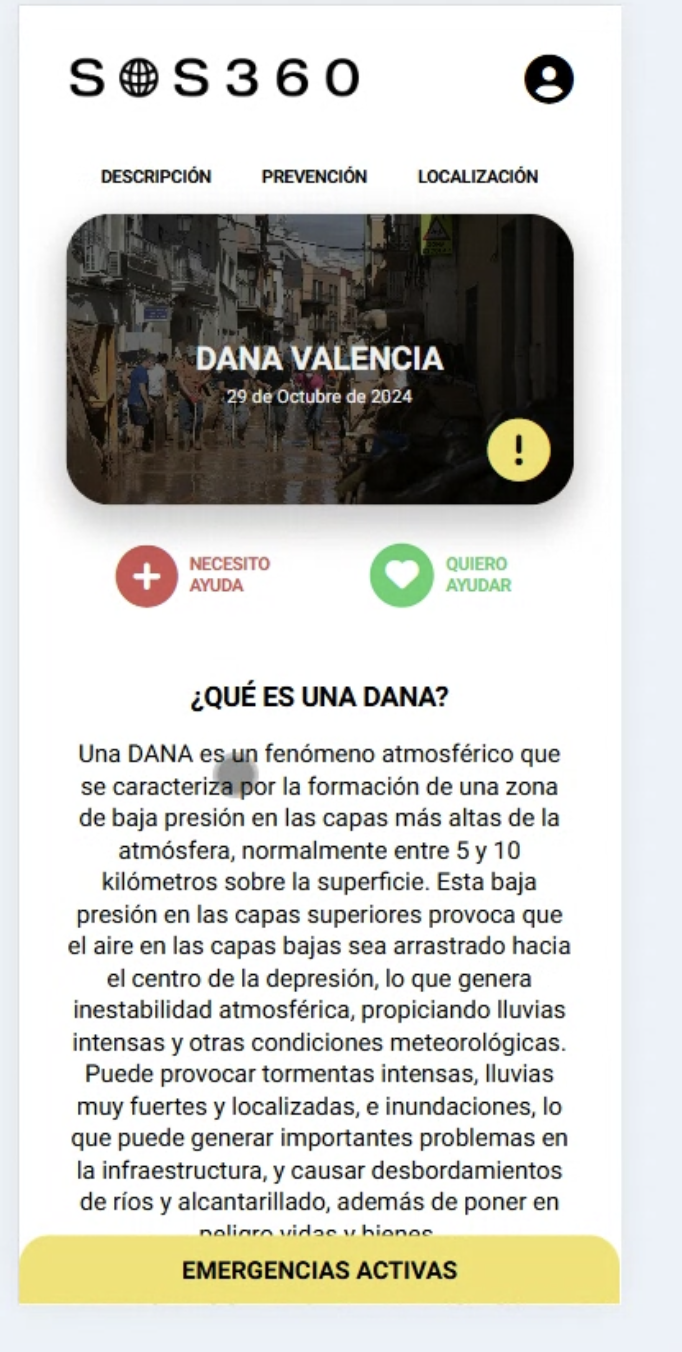 S S 3 6 0
DESCRIPCIÓN PREVENCIÓN LOCALIZACIÓN
DANA VALENCIA
29 de Octubre de 2024
!
NECESITO
AYUDA
QUIERO
AYUDAR
¿QUÉ ES UNA DANA?
Una DANA es un fenómeno atmosférico que
se caracteriza por la formación de una zona
de baja presión en las capas más altas de la
atmósfera, normalmente entre 5 y 10
kilómetros sobre la superficie. Esta baja
presión en las capas superiores provoca que
el aire en las capas bajas sea arrastrado hacia
el centro de la depresión, lo que genera
inestabilidad atmosférica, propiciando lluvias
intensas y otras condiciones meteorológicas.
Puede provocar tormentas intensas, lluvias
muy fuertes y localizadas, e inundaciones, lo
que puede generar importantes problemas en
la infraestructura, y causar desbordamientos
de ríos y alcantarillado, además de poner en
peligro vidas y bienes
EMERGENCIAS ACTIVAS